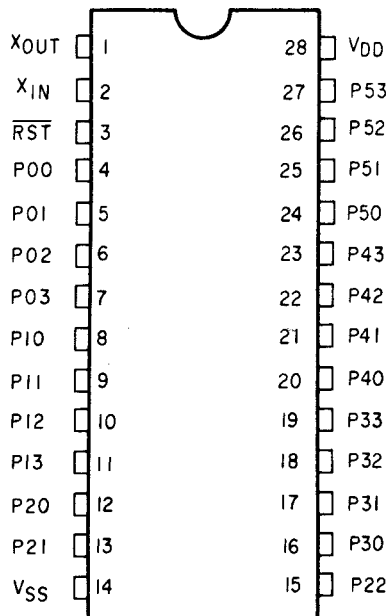 XOUT 1 28 VDD
XIN 2 27 P53
RST 3 26 P52
P00 4 25 P51
P01 5 24 P50
P02 6 23 P43
P03 7 22 P42
P10 8 21 P41
P11 9 20 P40
P12 10 19 P33
P13 11 18 P32
P20 12 17 P31
P21 13 16 P30
VSS 14 15 P22